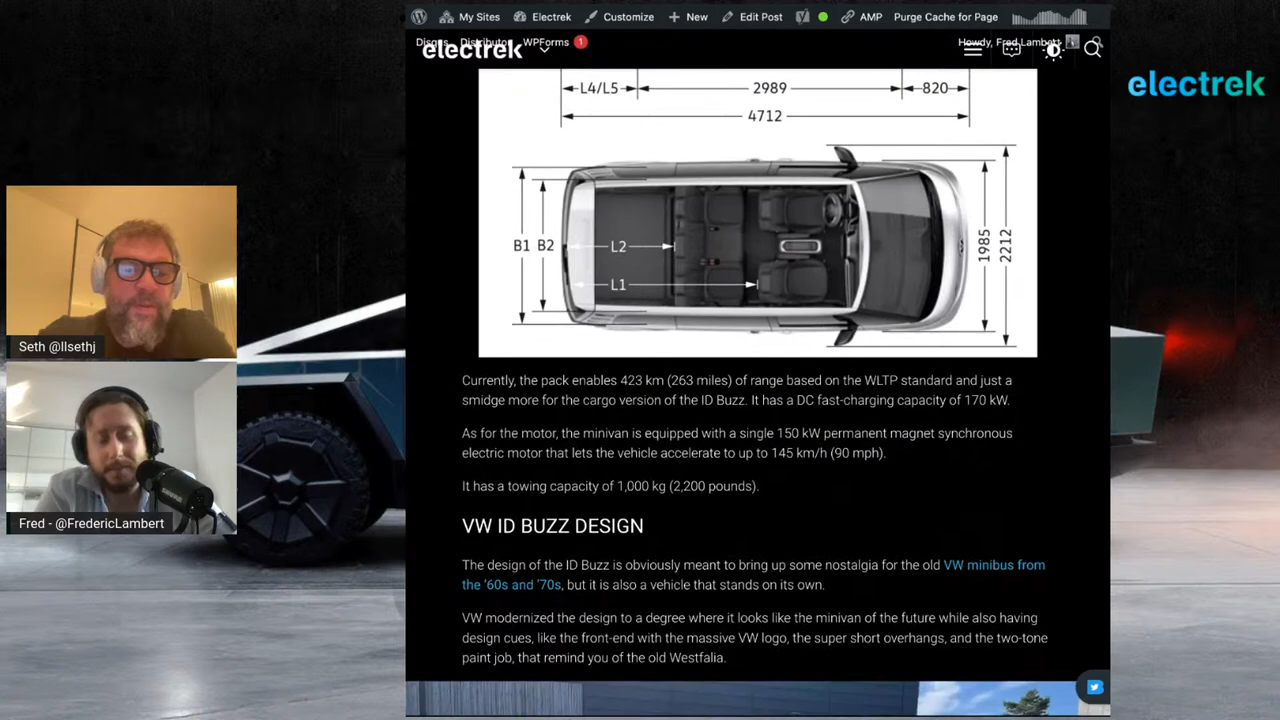 My Sites Electrek Customize New Edit Post AMP Purge Cache for Page
Disqus Distributor WPForms 1 Howdy, Fred Lambert
electrek
electrek
L4/L5 2989 820
4712
B1 B2 L2 L1 1985 2212
Seth @llsethj
Fred - @FredericLambert
Currently, the pack enables 423 km (263 miles) of range based on the WLTP standard and just a
smidge more for the cargo version of the ID Buzz. It has a DC fast-charging capacity of 170 kW.
As for the motor, the minivan is equipped with a single 150 kW permanent magnet synchronous
electric motor that lets the vehicle accelerate to up to 145 km/h (90 mph).
It has a towing capacity of 1,000 kg (2,200 pounds).
VW ID BUZZ DESIGN
The design of the ID Buzz is obviously meant to bring up some nostalgia for the old VW minibus from
the '60s and '70s, but it is also a vehicle that stands on its own.
VW modernized the design to a degree where it looks like the minivan of the future while also having
design cues, like the front-end with the massive VW logo, the super short overhangs, and the two-tone
paint job, that remind you of the old Westfalia.